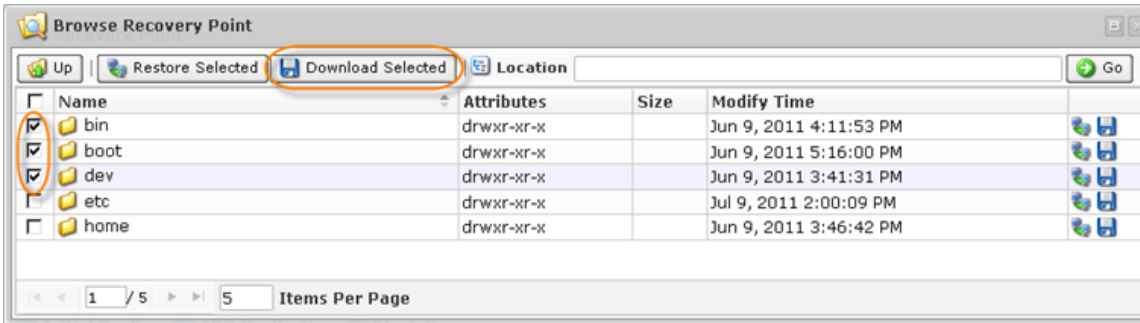 Browse Recovery Point
Up | Restore Selected Download Selected | Location Go
Name Attributes Size Modify Time
bin drwxr-xr-x Jun 9, 2011 4:11:53 PM
boot drwxr-xr-x Jun 9, 2011 5:16:00 PM
dev drwxr-xr-x Jun 9, 2011 3:41:31 PM
etc drwxr-xr-x Jul 9, 2011 2:00:09 PM
home drwxr-xr-x Jun 9, 2011 3:46:42 PM
1 / 5 5 Items Per Page